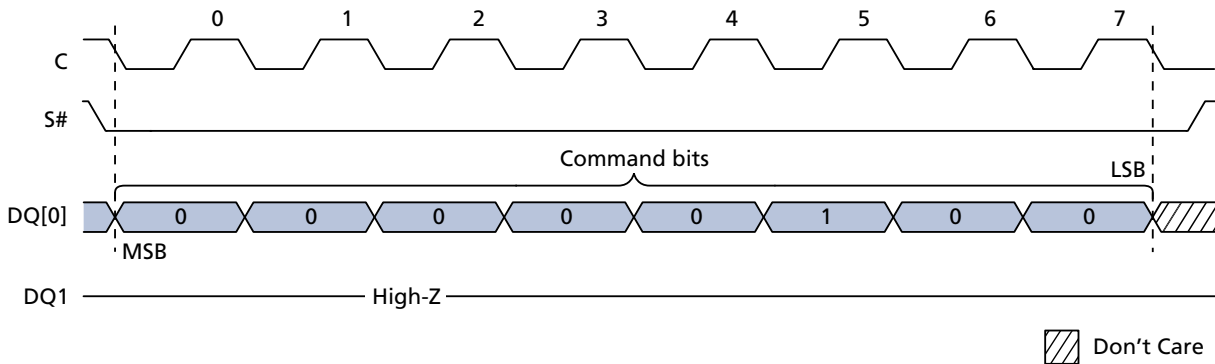 0 1 2 3 4 5 6 7
C
S#
Command bits
LSB
DQ[0] 0 0 0 0 0 1 0 0
MSB
DQ1 High-Z
Don't Care